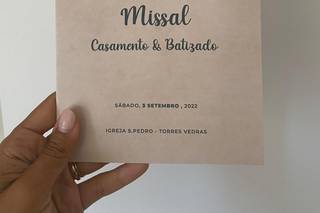 Missal
Casamento & Batizado
SÁBADO, 3 SETEMBRO , 2022
IGREJA S.PEDRO - TORRES VEDRAS